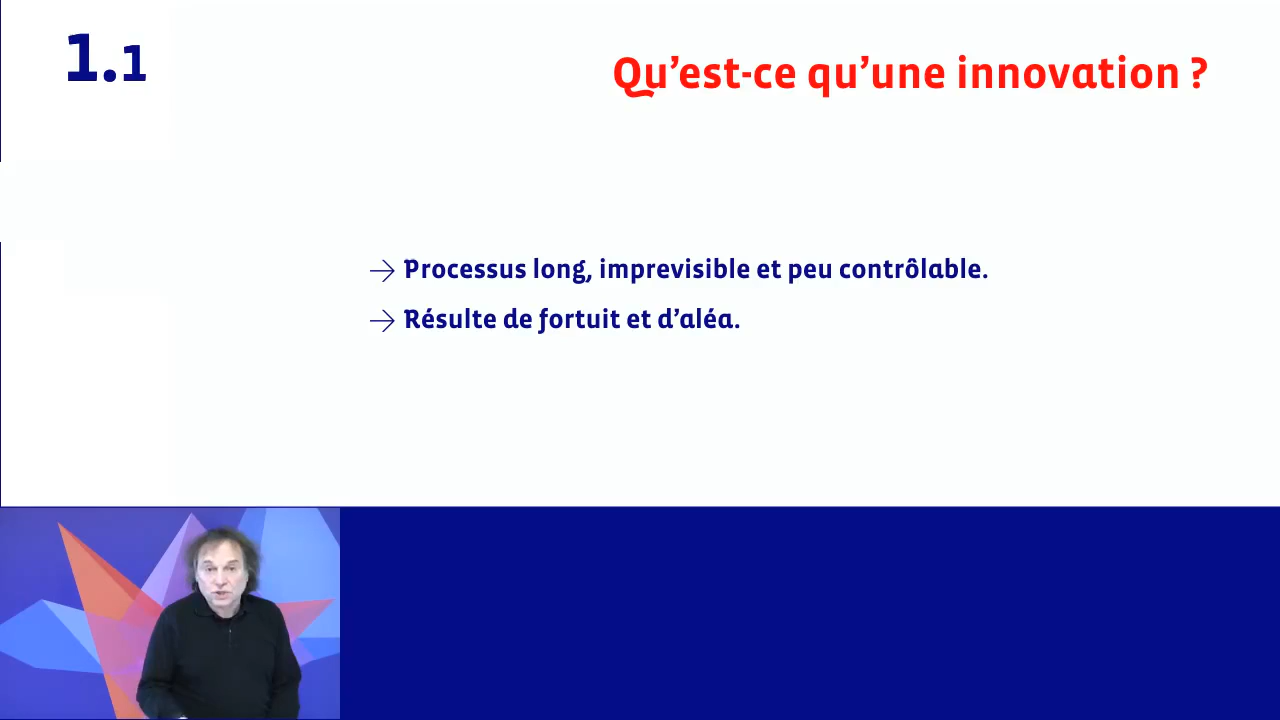 1.1
Qu’est-ce qu’une innovation ?
→ Processus long, imprevisible et peu contrôlable.
→ Résulte de fortuit et d’aléa.